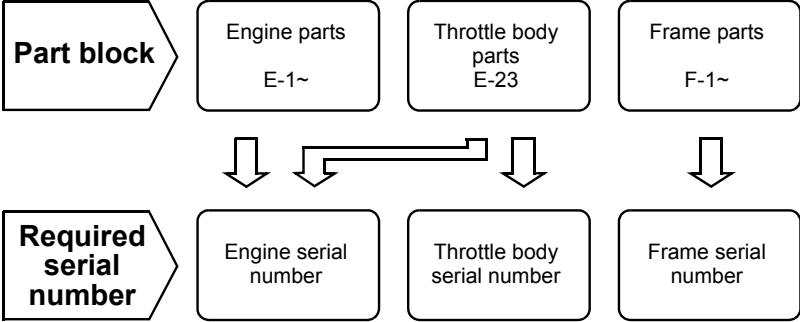 Part block
Engine parts
E-1~
Throttle body
parts
E-23
Frame parts
F-1~
Required
serial
number
Engine serial
number
Throttle body
serial number
Frame serial
number